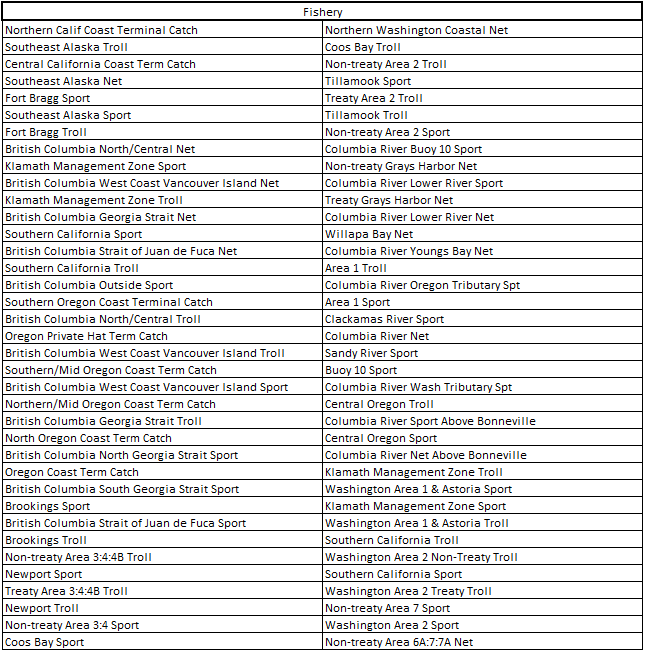 Fishery
Northern Calif Coast Terminal Catch Northern Washington Coastal Net
Southeast Alaska Troll Coos Bay Troll
Central California Coast Term Catch Non-treaty Area 2 Troll
Southeast Alaska Net Tillamook Sport
Fort Bragg Sport Treaty Area 2 Troll
Southeast Alaska Sport Tillamook Troll
Fort Bragg Troll Non-treaty Area 2 Sport
British Columbia North/Central Net Columbia River Buoy 10 Sport
Klamath Management Zone Sport Non-treaty Grays Harbor Net
British Columbia West Coast Vancouver Island Net Columbia River Lower River Sport
Klamath Management Zone Troll Treaty Grays Harbor Net
British Columbia Georgia Strait Net Columbia River Lower River Net
Southern California Sport Willapa Bay Net
British Columbia Strait of Juan de Fuca Net Columbia River Youngs Bay Net
Southern California Troll Area 1 Troll
British Columbia Outside Sport Columbia River Oregon Tributary Spt
Southern Oregon Coast Terminal Catch Area 1 Sport
British Columbia North/Central Troll Clackamas River Sport
Oregon Private Hat Term Catch Columbia River Net
British Columbia West Coast Vancouver Island Troll Sandy River Sport
Southern/Mid Oregon Coast Term Catch Buoy 10 Sport
British Columbia West Coast Vancouver Island Sport Columbia River Wash Tributary Spt
Northern/Mid Oregon Coast Term Catch Central Oregon Troll
British Columbia Georgia Strait Troll Columbia River Sport Above Bonneville
North Oregon Coast Term Catch Central Oregon Sport
British Columbia North Georgia Strait Sport Columbia River Net Above Bonneville
Oregon Coast Term Catch Klamath Management Zone Troll
British Columbia South Georgia Strait Sport Washington Area 1 & Astoria Sport
Brookings Sport Klamath Management Zone Sport
British Columbia Strait of Juan de Fuca Sport Washington Area 1 & Astoria Troll
Brookings Troll Southern California Troll
Non-treaty Area 3:4:4B Troll Washington Area 2 Non-Treaty Troll
Newport Sport Southern California Sport
Treaty Area 3:4:4B Troll Washington Area 2 Treaty Troll
Newport Troll Non-treaty Area 7 Sport
Non-treaty Area 3:4 Sport Washington Area 2 Sport
Coos Bay Sport Non-treaty Area 6A:7:7A Net